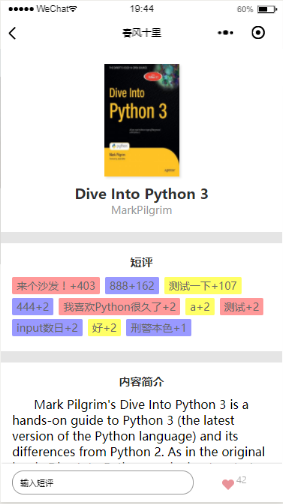 WeChat
19:44
60%
春风十里
Dive Into
Python 3
Dive Into Python 3
MarkPilgrim
短评
来个沙发！+403 888+162 测试一下+107
444+2 我喜欢Python很久了+2 a+2 测试+2
input数日+2 好+2 刑警本色+1
内容简介
Mark Pilgrim's Dive Into Python 3 is a
hands-on guide to Python 3 (the latest
version of the Python language) and its
differences from Python 2. As in the original
输入短评
42